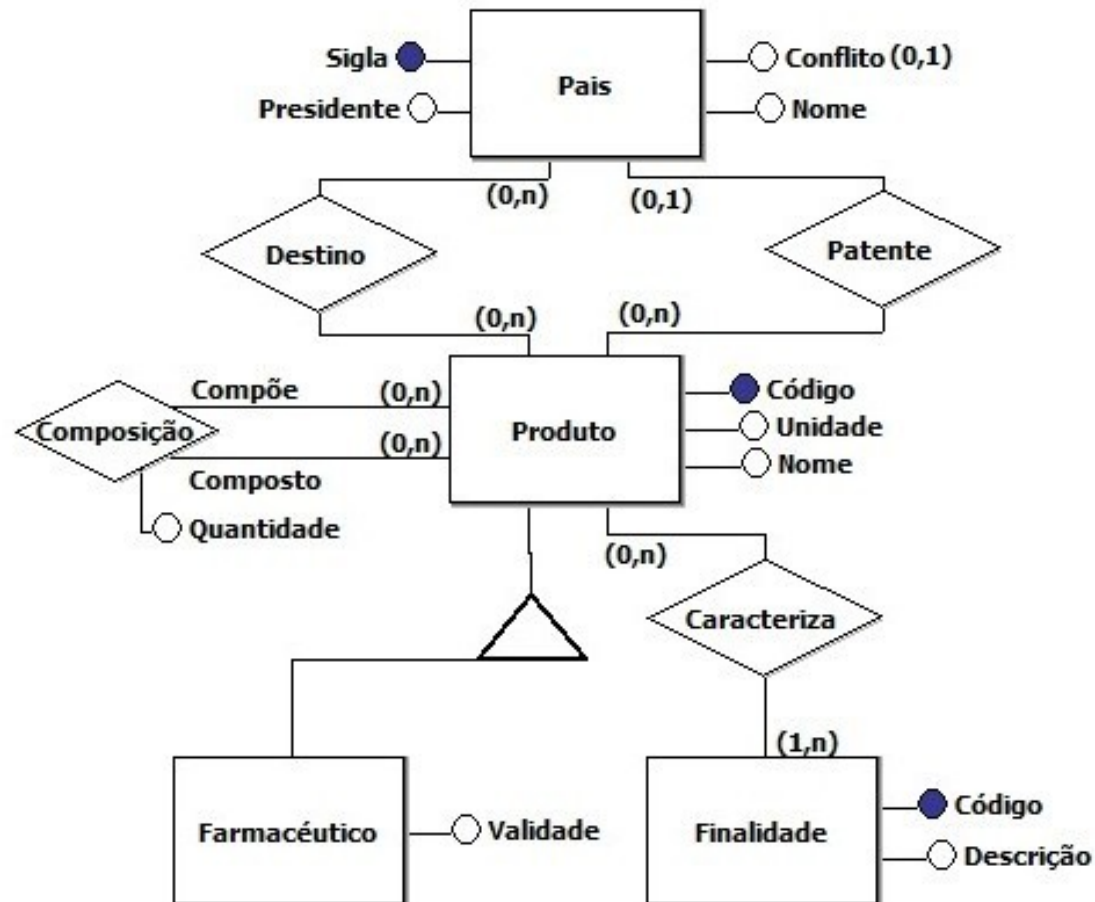 Sigla
Conflito (0,1)
Pais
Presidente
Nome
(0,n)
(0,1)
Destino
Patente
(0,n)
(0,n)
Compõe
(0,n)
Código
Composição
Produto
Unidade
(0,n)
Nome
Composto
Quantidade
(0,n)
Caracteriza
(1,n)
Farmacéutico
Validade
Finalidade
Código
Descrição